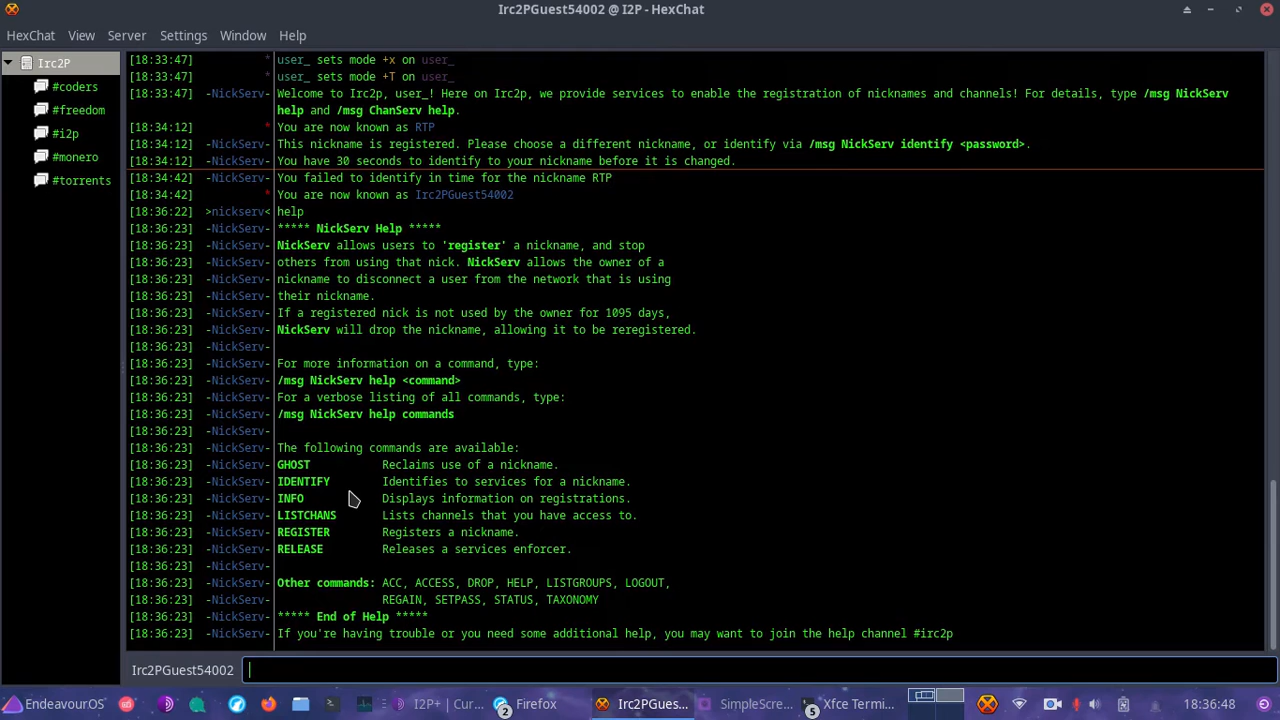 Irc2PGuest54002 @ I2P - HexChat
HexChat View Server Settings Window Help
Irc2P
#coders
#freedom
#i2p
#monero
#torrents
[18:33:47] * user_ sets mode +x on user_
[18:33:47] * user_ sets mode +T on user_
[18:33:47] -NickServ- Welcome to Irc2p, user_! Here on Irc2p, we provide services to enable the registration of nicknames and channels! For details, type /msg NickServ
help and /msg ChanServ help.
[18:34:12] * You are now known as RTP
[18:34:12] -NickServ- This nickname is registered. Please choose a different nickname, or identify via /msg NickServ identify <password>.
[18:34:12] -NickServ- You have 30 seconds to identify to your nickname before it is changed.
[18:34:42] -NickServ- You failed to identify in time for the nickname RTP
[18:34:42] * You are now known as Irc2PGuest54002
[18:36:22] >nickserv< help
[18:36:23] -NickServ- ***** NickServ Help *****
[18:36:23] -NickServ- NickServ allows users to 'register' a nickname, and stop
[18:36:23] -NickServ- others from using that nick. NickServ allows the owner of a
[18:36:23] -NickServ- nickname to disconnect a user from the network that is using
[18:36:23] -NickServ- their nickname.
[18:36:23] -NickServ- If a registered nick is not used by the owner for 1095 days,
[18:36:23] -NickServ- NickServ will drop the nickname, allowing it to be reregistered.
[18:36:23] -NickServ-
[18:36:23] -NickServ- For more information on a command, type:
[18:36:23] -NickServ- /msg NickServ help <command>
[18:36:23] -NickServ- For a verbose listing of all commands, type:
[18:36:23] -NickServ- /msg NickServ help commands
[18:36:23] -NickServ-
[18:36:23] -NickServ- The following commands are available:
[18:36:23] -NickServ- GHOST Reclaims use of a nickname.
[18:36:23] -NickServ- IDENTIFY Identifies to services for a nickname.
[18:36:23] -NickServ- INFO Displays information on registrations.
[18:36:23] -NickServ- LISTCHANS Lists channels that you have access to.
[18:36:23] -NickServ- REGISTER Registers a nickname.
[18:36:23] -NickServ- RELEASE Releases a services enforcer.
[18:36:23] -NickServ-
[18:36:23] -NickServ- Other commands: ACC, ACCESS, DROP, HELP, LISTGROUPS, LOGOUT,
[18:36:23] -NickServ- REGAIN, SETPASS, STATUS, TAXONOMY
[18:36:23] -NickServ- ***** End of Help *****
[18:36:23] -NickServ- If you're having trouble or you need some additional help, you may want to join the help channel #irc2p
Irc2PGuest54002
EndeavourOS I2P+ | Cur... 2 Firefox Irc2PGues... SimpleScre... 5 Xfce Termi... 18:36:48